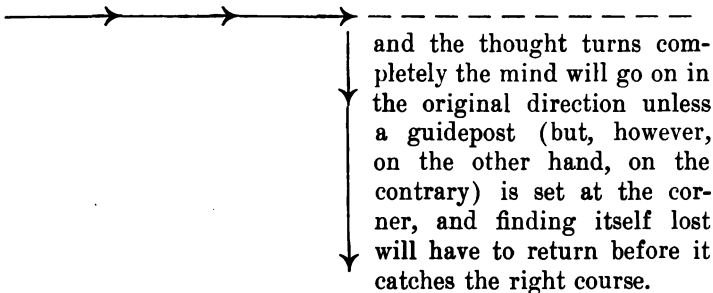 and the thought turns com-
pletely the mind will go on in
the original direction unless
a guidepost (but, however,
on the other hand, on the
contrary) is set at the cor-
ner, and finding itself lost
will have to return before it
catches the right course.